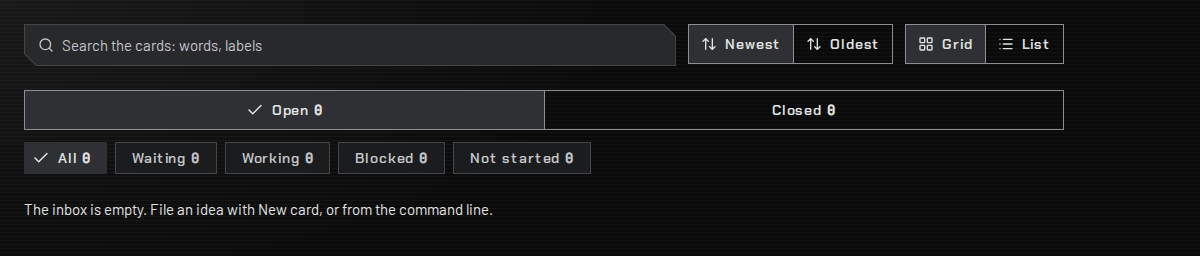 Search the cards: words, labels
Newest
Oldest
Grid
List
Open 0
Closed 0
All 0
Waiting 0
Working 0
Blocked 0
Not started 0
The inbox is empty. File an idea with New card, or from the command line.